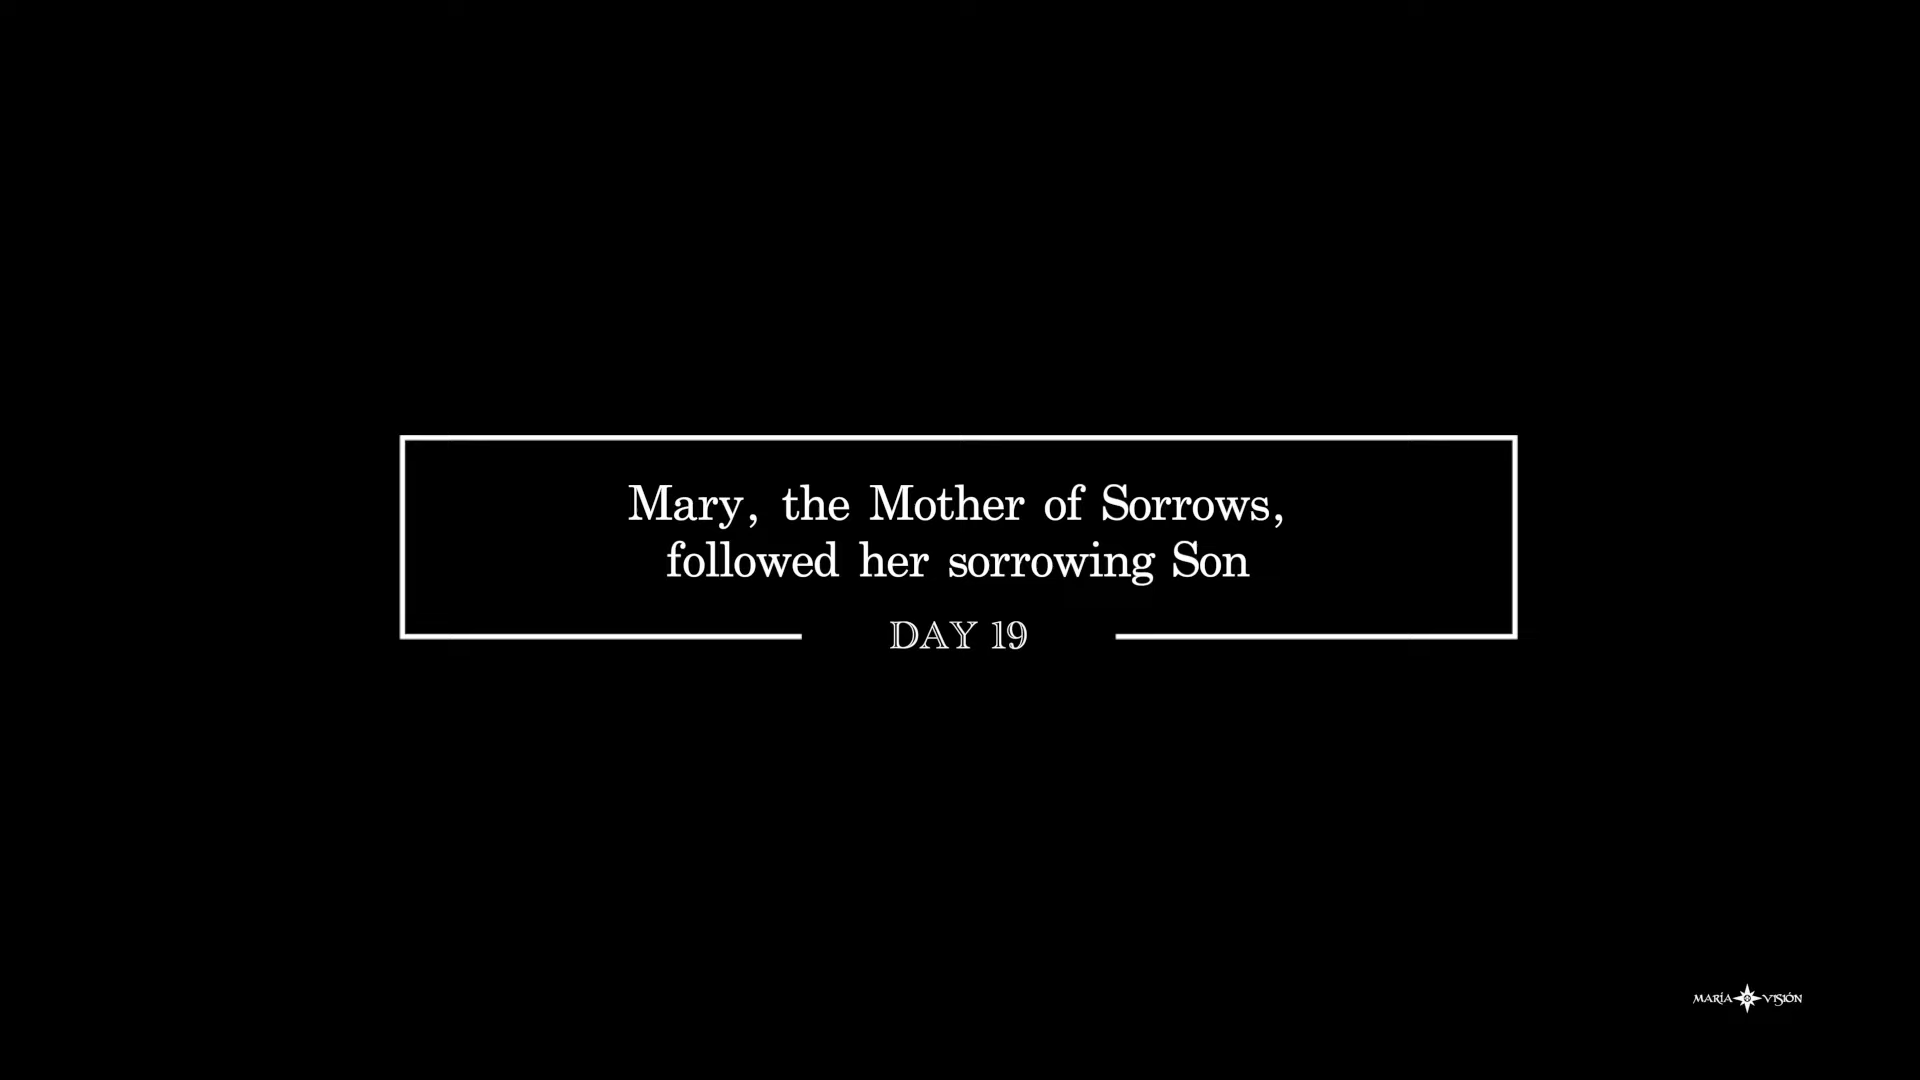 Mary, the Mother of Sorrows,
followed her sorrowing Son
DAY 19
MARÍA VISIÓN